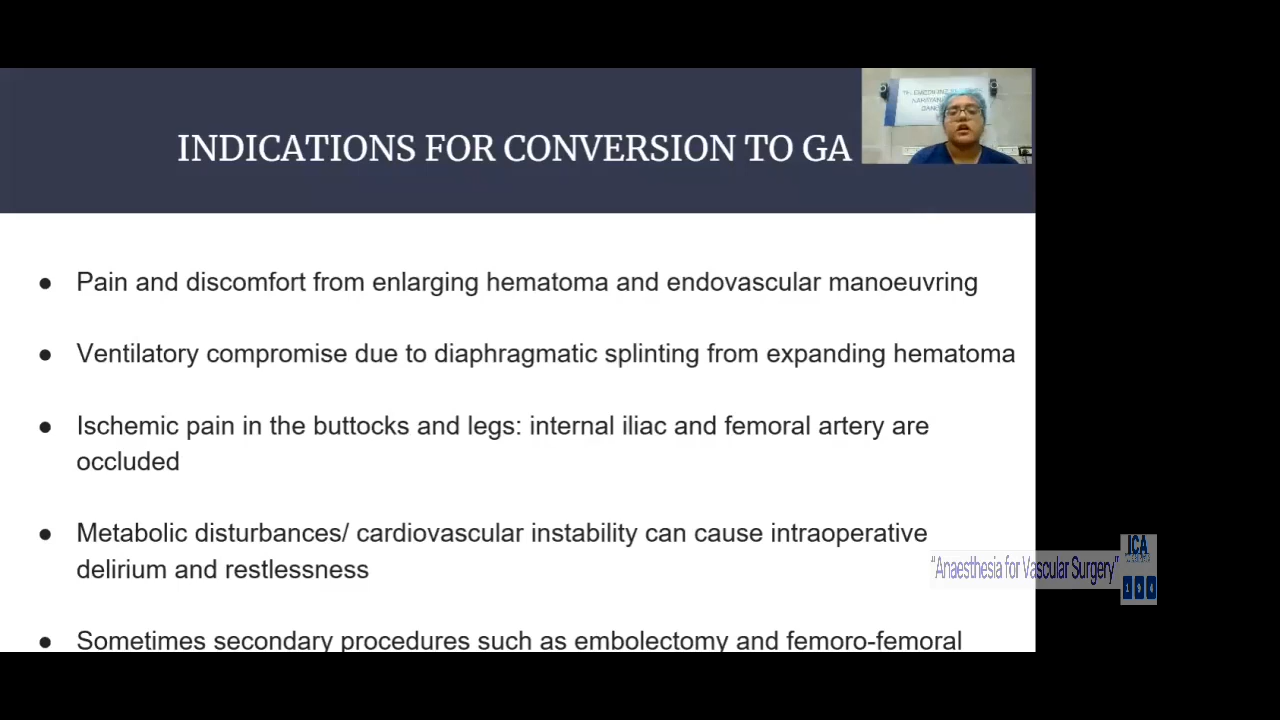 INDICATIONS FOR CONVERSION TO GA
● Pain and discomfort from enlarging hematoma and endovascular manoeuvring
● Ventilatory compromise due to diaphragmatic splinting from expanding hematoma
● Ischemic pain in the buttocks and legs: internal iliac and femoral artery are
occluded
● Metabolic disturbances/ cardiovascular instability can cause intraoperative
delirium and restlessness
● Sometimes secondary procedures such as embolectomy and femoro-femoral
"Anaesthesia for Vascular Surgery"
ICA